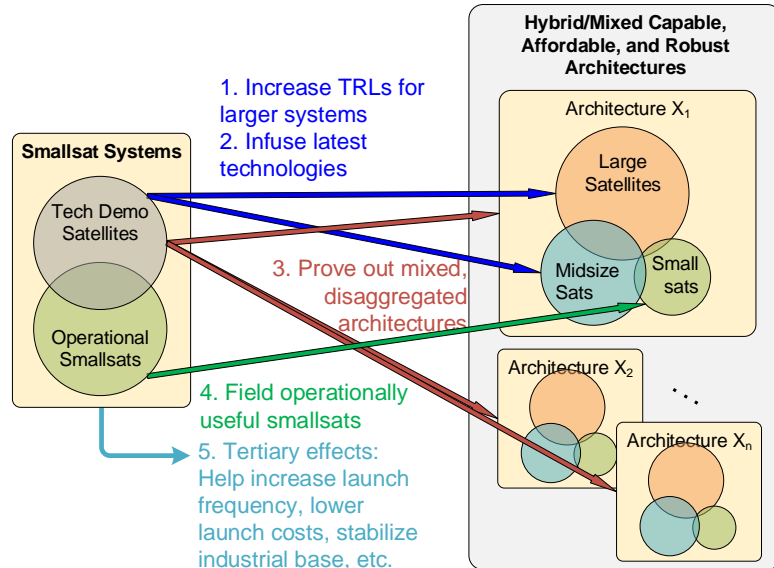 Hybrid/Mixed Capable,
Affordable, and Robust
Architectures
1. Increase TRLs for
larger systems
2. Infuse latest
technologies
Smallsat Systems
Tech Demo
Satellites
Operational
Smallsats
Architecture X1
Large
Satellites
Midsize
Sats
Small
sats
3. Prove out mixed,
disaggregated
architectures
4. Field operationally
useful smallsats
5. Tertiary effects:
Help increase launch
frequency, lower
launch costs, stabilize
industrial base, etc.
Architecture X2
. . .
Architecture Xn